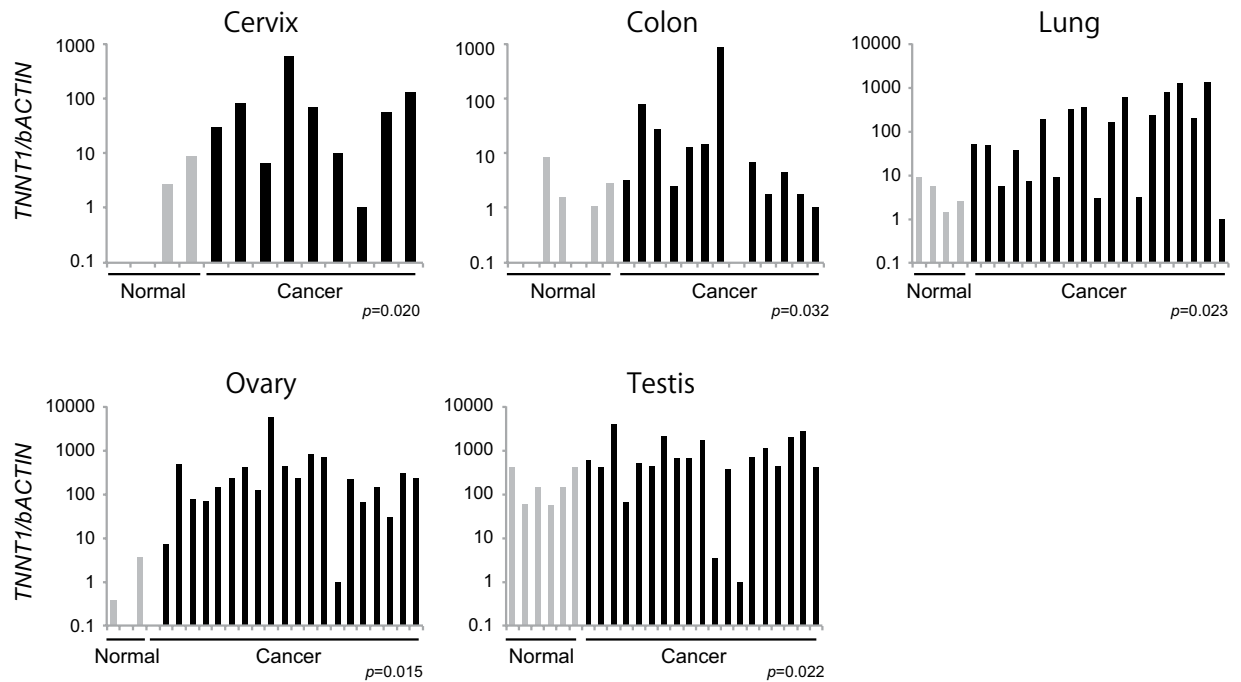 Cervix
TNNT1/bACTIN
1000
100
10
1
0.1
Normal
Cancer
p=0.020
Colon
1000
100
10
1
0.1
Normal
Cancer
p=0.032
Lung
10000
1000
100
10
1
0.1
Normal
Cancer
p=0.023
Ovary
TNNT1/bACTIN
10000
1000
100
10
1
0.1
Normal
Cancer
p=0.015
Testis
10000
1000
100
10
1
0.1
Normal
Cancer
p=0.022